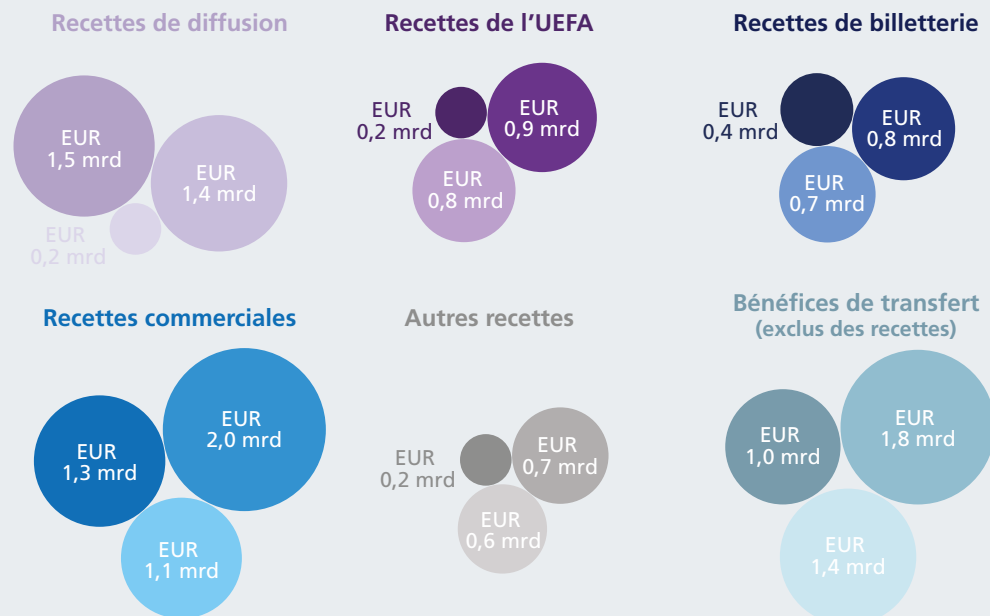 Recettes de diffusion
EUR
1,5 mrd
EUR
1,4 mrd
EUR
0,2 mrd
Recettes de l'UEFA
EUR
0,2 mrd
EUR
0,9 mrd
EUR
0,8 mrd
Recettes de billetterie
EUR
0,4 mrd
EUR
0,8 mrd
EUR
0,7 mrd
Recettes commerciales
EUR
1,3 mrd
EUR
2,0 mrd
EUR
1,1 mrd
Autres recettes
EUR
0,2 mrd
EUR
0,7 mrd
EUR
0,6 mrd
Bénéfices de transfert
(exclus des recettes)
EUR
1,0 mrd
EUR
1,8 mrd
EUR
1,4 mrd